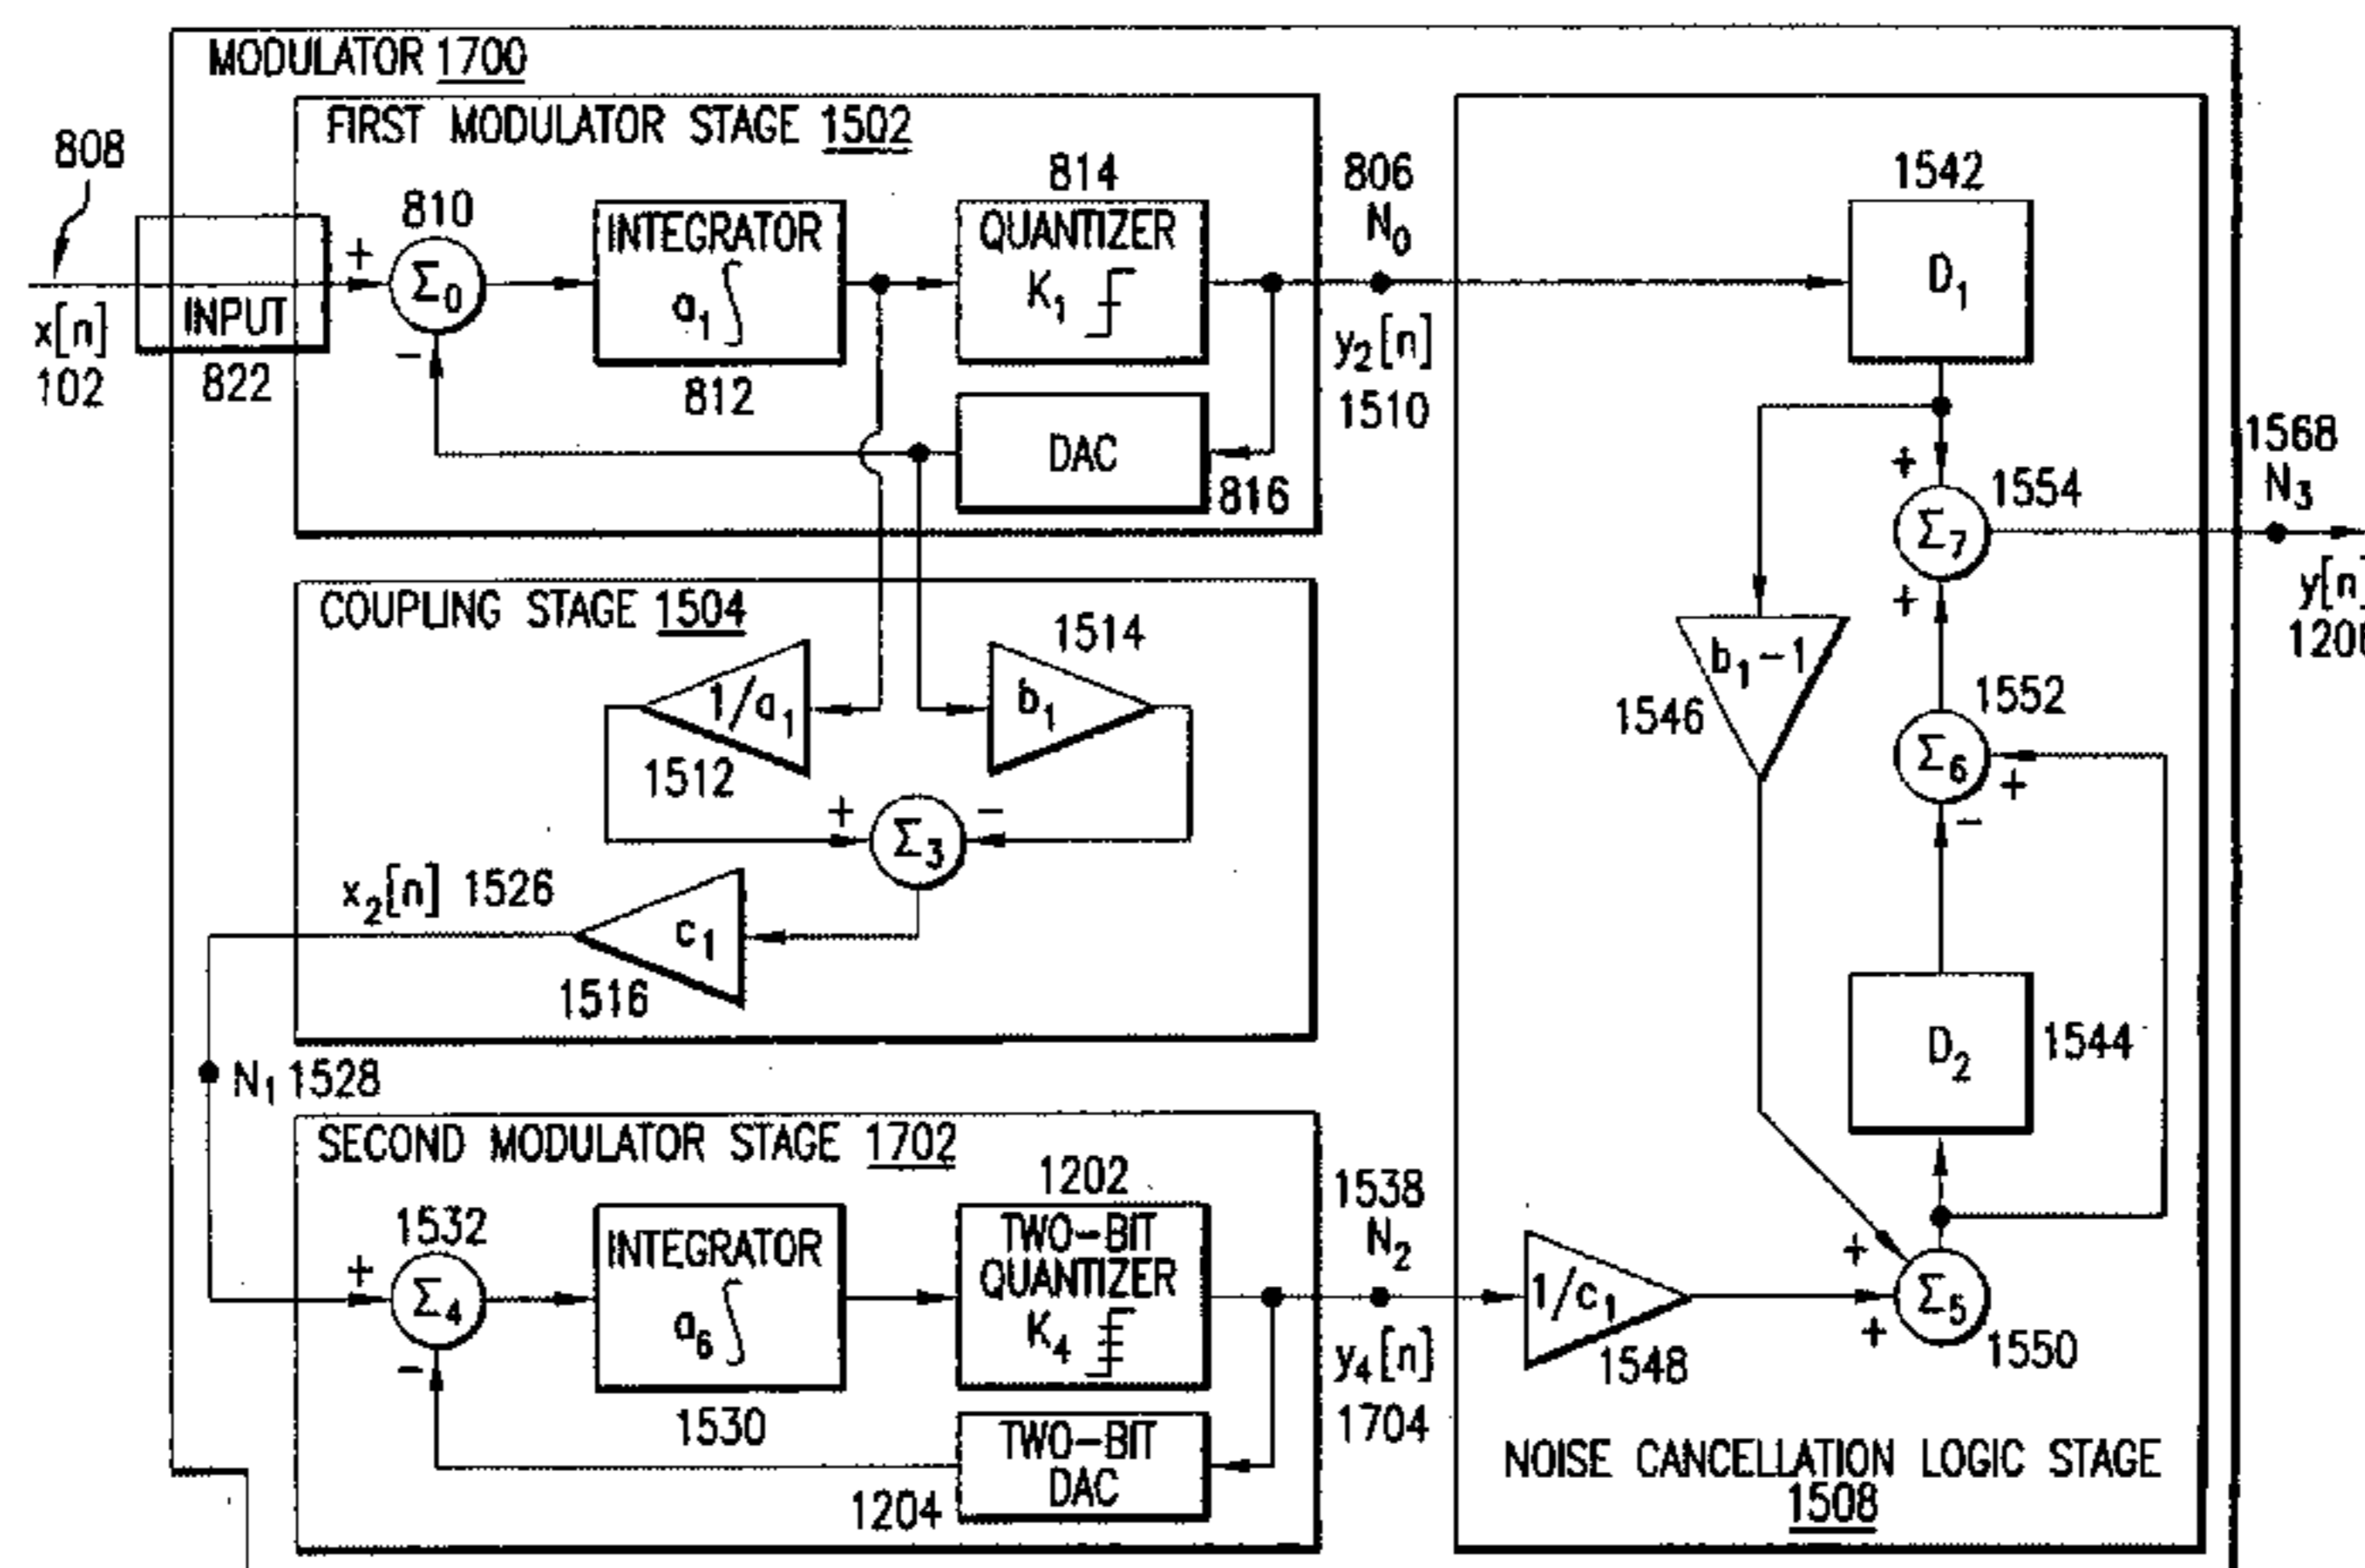 MODULATOR 1700
FIRST MODULATOR STAGE 1502
808
x[n]
102
INPUT
822
+
-
810
Σ0
INTEGRATOR
a1∫
812
814
QUANTIZER
K1
DAC
816
806
N0
y2[n]
1510
COUPLING STAGE 1504
1/a1
1512
1514
b1
+
-
Σ3
x2[n] 1526
c1
1516
N1 1528
SECOND MODULATOR STAGE 1702
1532
+
-
Σ4
INTEGRATOR
a6∫
1530
1202
TWO-BIT
QUANTIZER
K4
TWO-BIT
DAC
1204
1538
N2
y4[n]
1704
1542
D1
+
+
Σ7
1554
1568
N3
y[n]
b1-1
1546
1552
Σ6
+
-
D2
1544
1/c1
1548
+
+
Σ5
1550
NOISE CANCELLATION LOGIC STAGE
1508